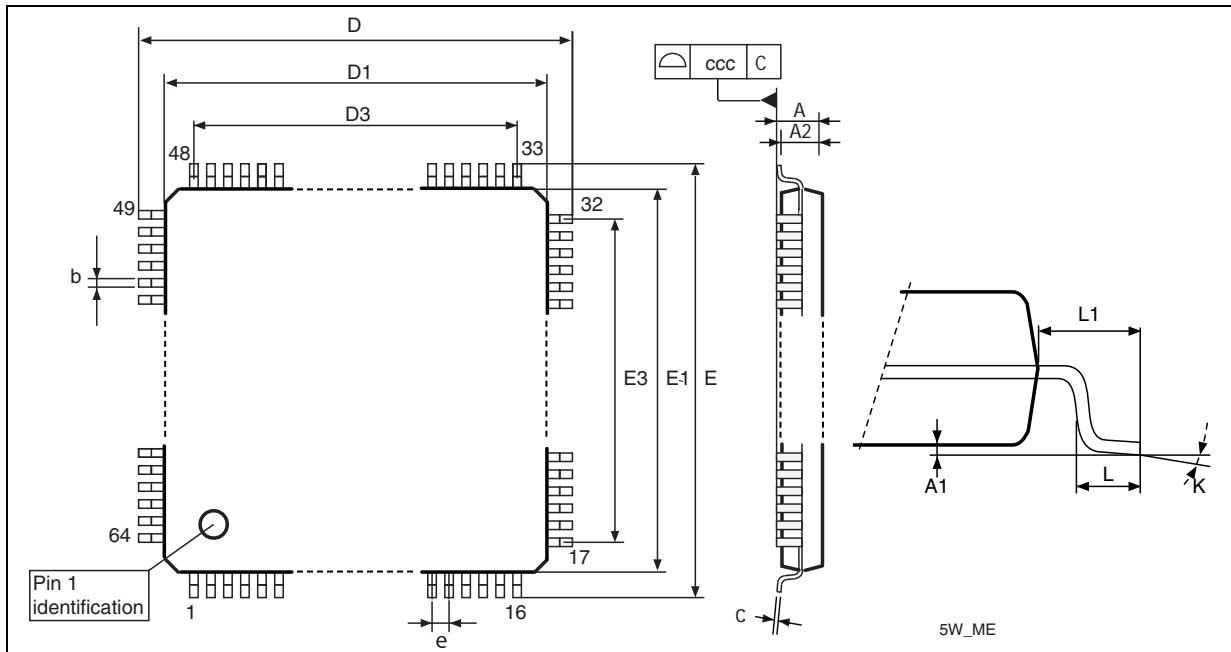 D
D1
D3
ccc C
A
A2
48
33
49
32
b
E3
E1
E
L1
A1
L
K
64
17
Pin 1
identification
1
16
e
C
5W_ME